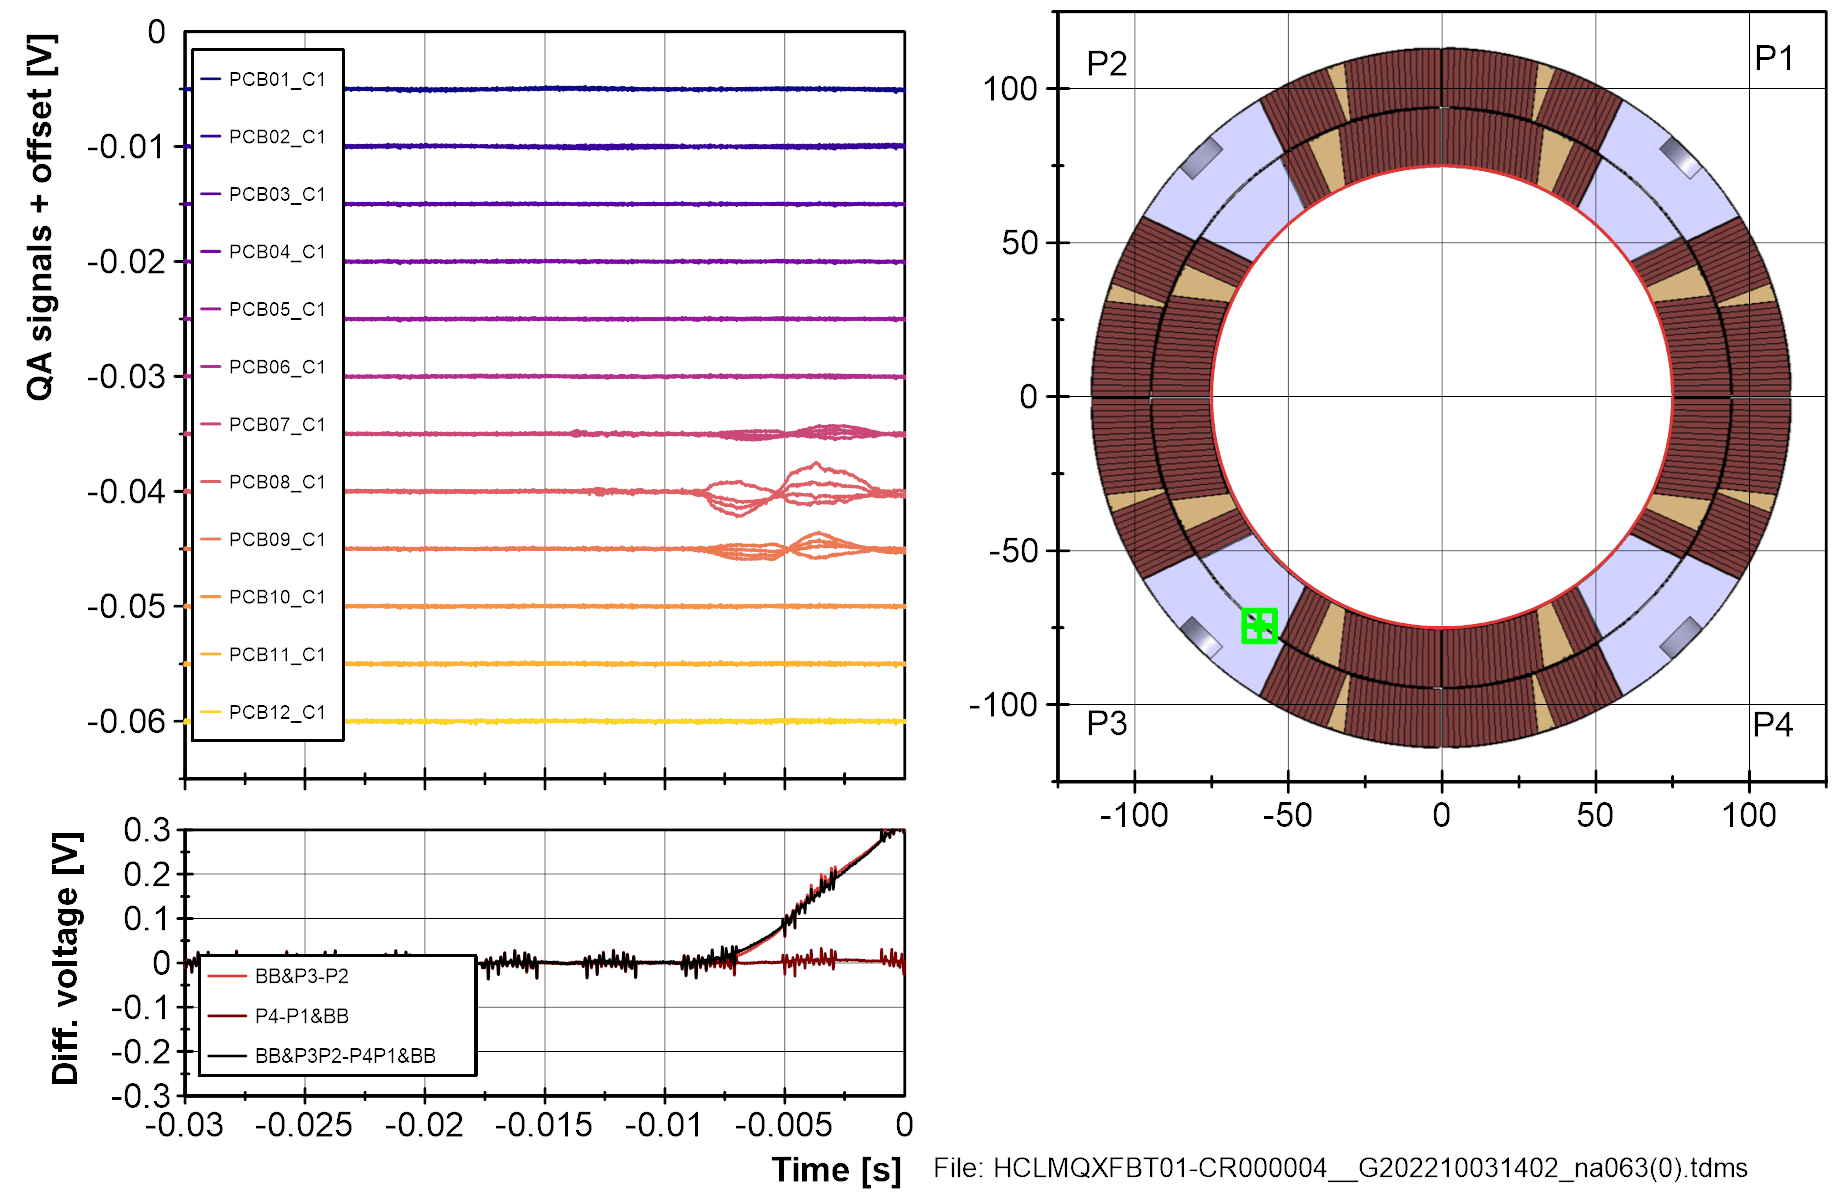 QA signals + offset [V]
0
-0.01
-0.02
-0.03
-0.04
-0.05
-0.06
PCB01_C1
PCB02_C1
PCB03_C1
PCB04_C1
PCB05_C1
PCB06_C1
PCB07_C1
PCB08_C1
PCB09_C1
PCB10_C1
PCB11_C1
PCB12_C1
P2
P1
P3
P4
100
50
0
-50
-100
-100
-50
0
50
100
Diff. voltage [V]
0.3
0.2
0.1
0
-0.1
-0.2
-0.3
BB&P3-P2
P4-P1&BB
BB&P3P2-P4P1&BB
-0.03
-0.025
-0.02
-0.015
-0.01
-0.005
0
Time [s]
File: HCLMQXFBT01-CR000004__G202210031402_na063(0).tdms